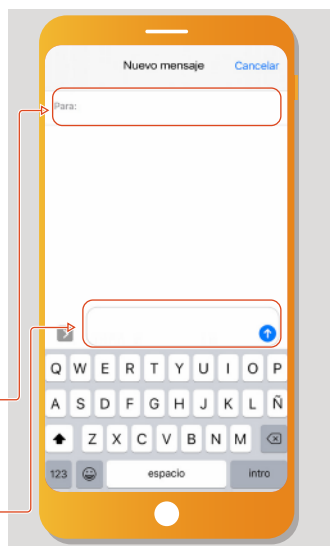 Nuevo mensaje Cancelar
Para:
Q W E R T Y U I O P
A S D F G H J K L Ñ
Z X C V B N M
123 espacio intro